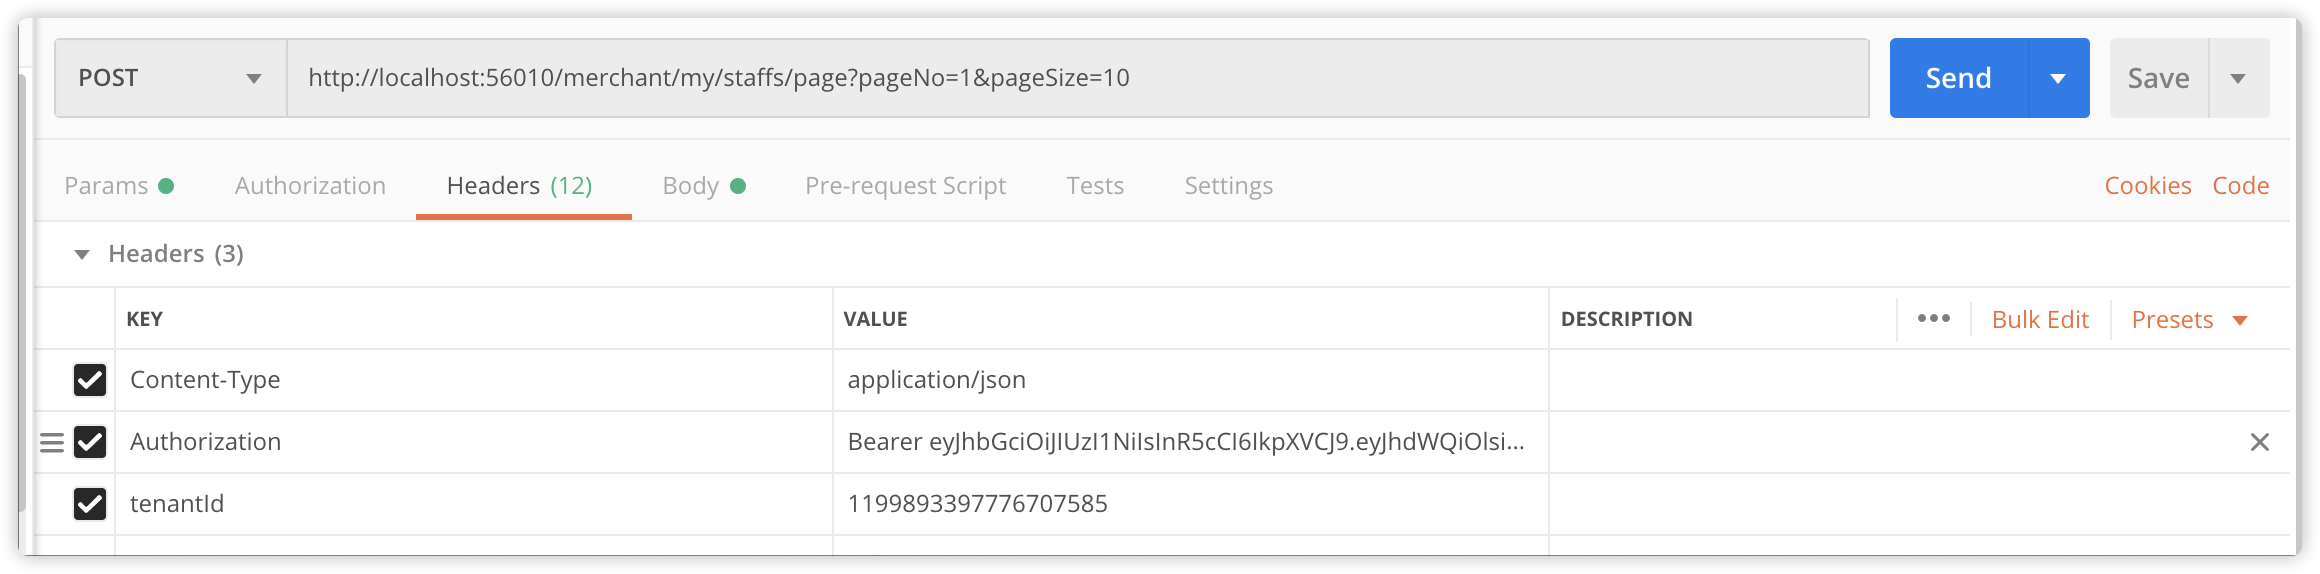 POST http://localhost:56010/merchant/my/staffs/page?pageNo=1&pageSize=10 Send Save
Params Authorization Headers (12) Body Pre-request Script Tests Settings Cookies Code
Headers (3)
KEY VALUE DESCRIPTION ••• Bulk Edit Presets
Content-Type application/json
Authorization Bearer eyJhbGciOiJIUzI1NiIsInR5cCI6IkpXVCJ9.eyJhdWQiOlsi...
tenantId 1199893397776707585